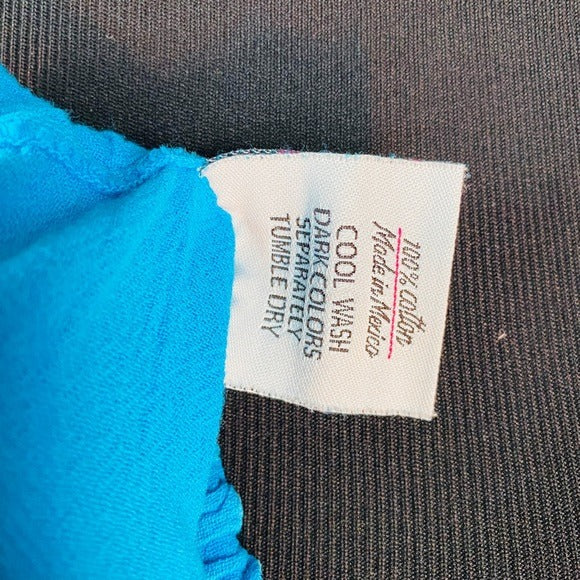 100% cotton
Made in Mexico
COOL WASH
DARK COLORS
SEPARATELY
TUMBLE DRY